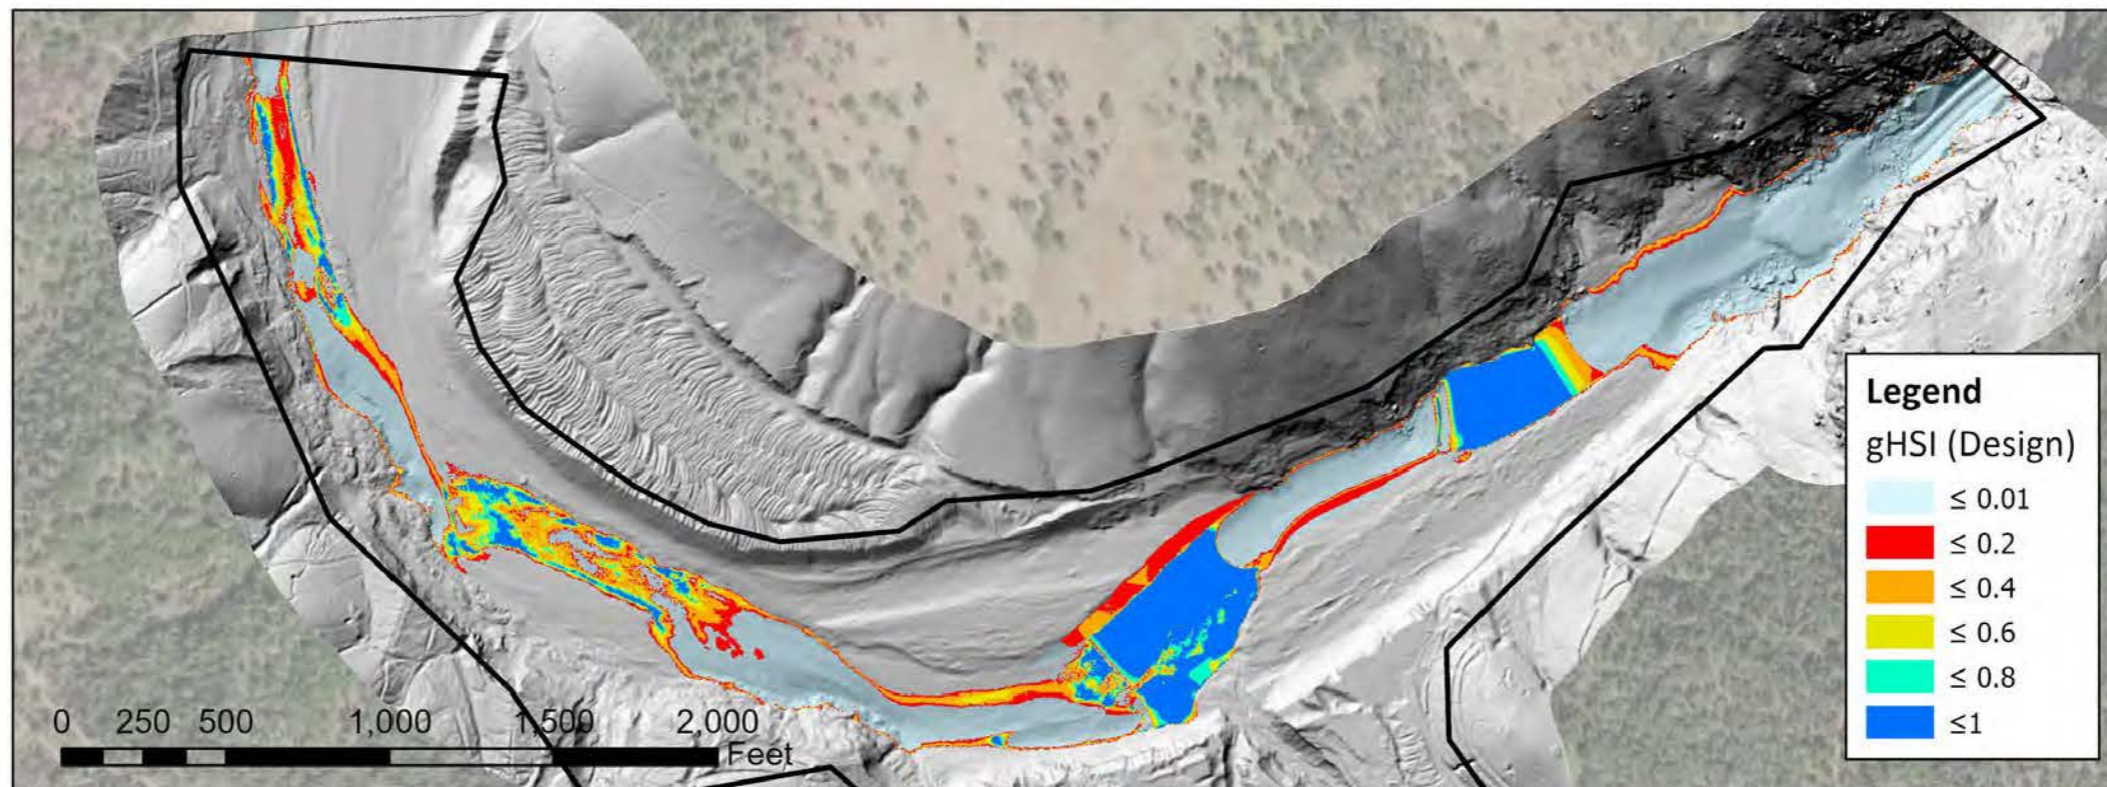 Legend
gHSI (Design)
≤ 0.01
≤ 0.2
≤ 0.4
≤ 0.6
≤ 0.8
≤1
0 250 500 1,000 1,500 2,000
Feet